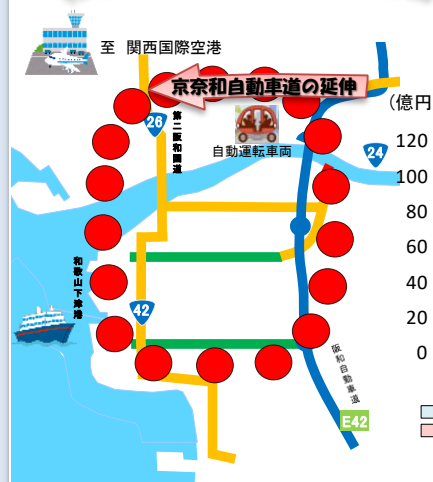 至 関西国際空港
京奈和自動車道の延伸
(億円
26
第二阪和国道
自動運転車両
24
120
100
80
60
40
20
0
和歌山下津港
42
阪和自動車道
E42